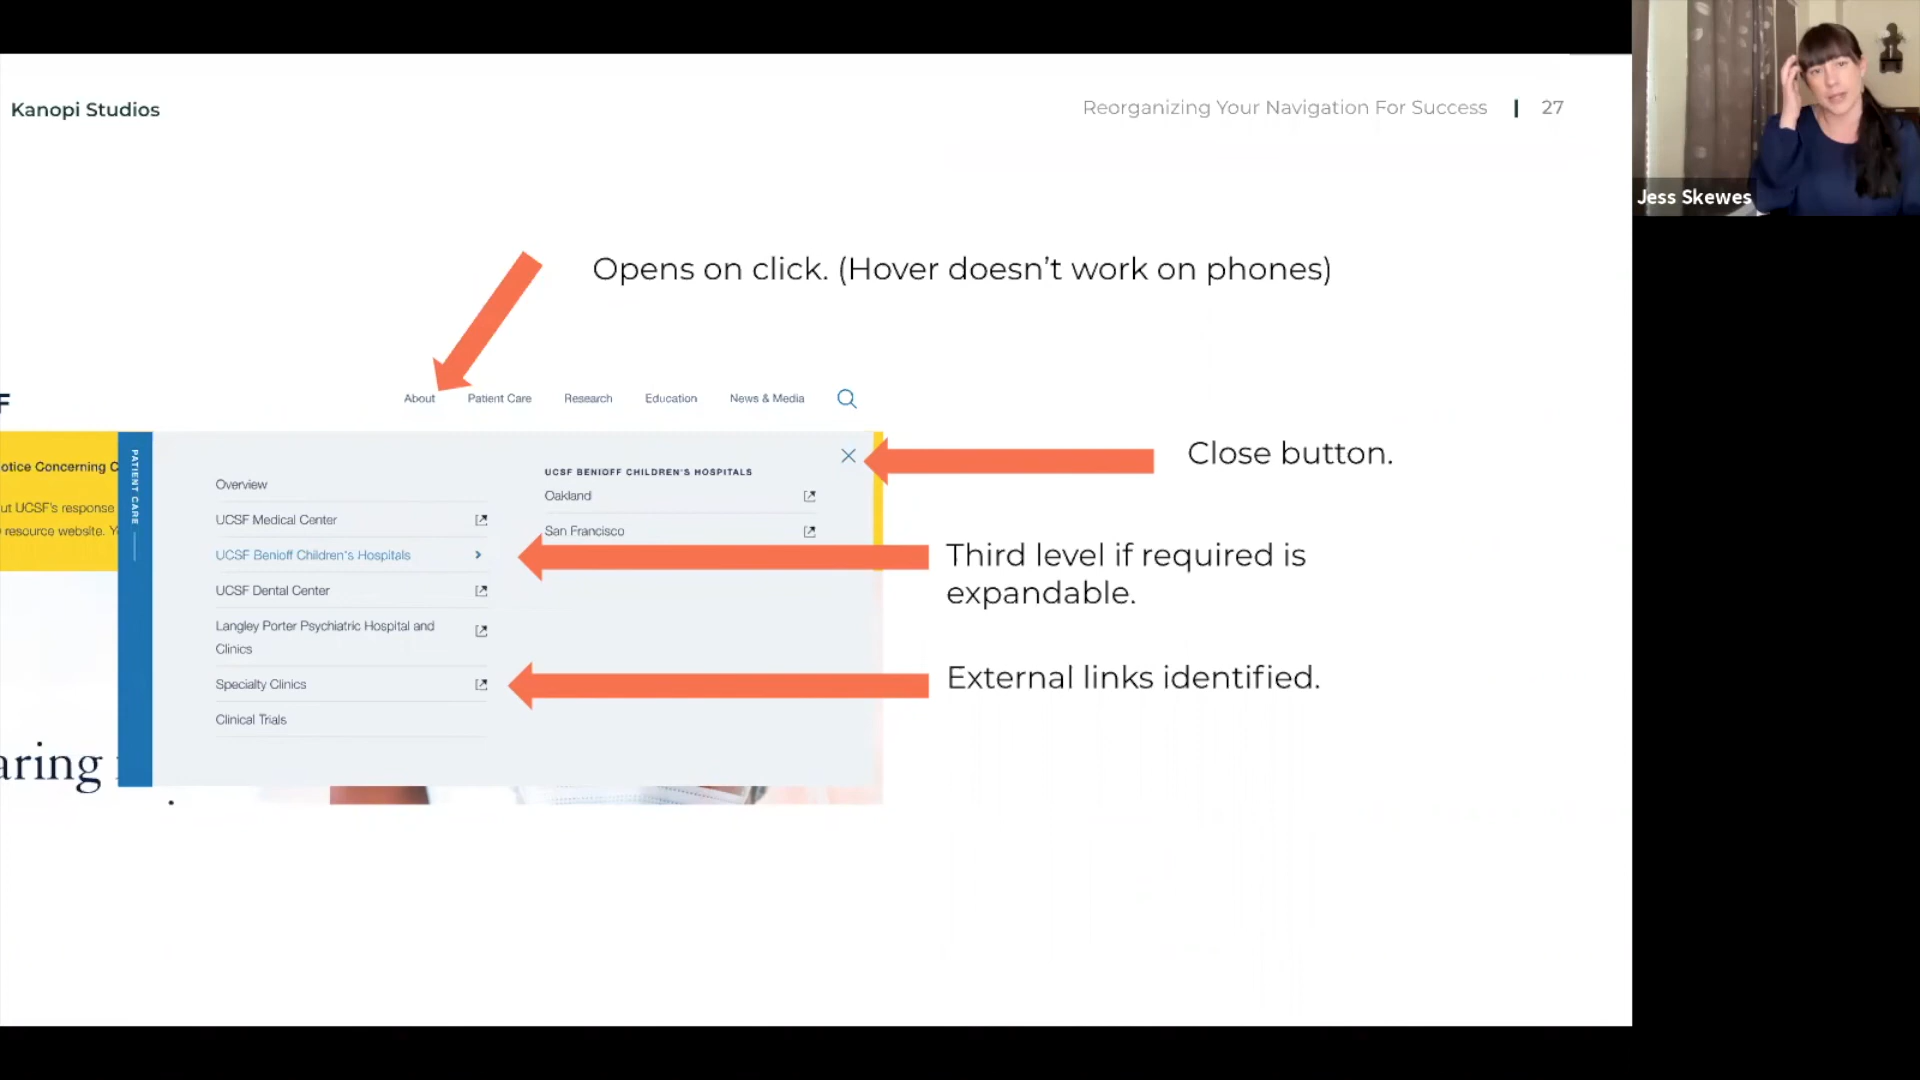 Kanopi Studios
Reorganizing Your Navigation For Success
27
Jess Skewes
Opens on click. (Hover doesn't work on phones)
F
About
Patient Care
Research
Education
News & Media
Close button.
otice Concerning C
ut UCSF's response
resource website. Y
PATIENT CARE
Overview
UCSF Medical Center
UCSF Benioff Children's Hospitals
UCSF Dental Center
Langley Porter Psychiatric Hospital and
Clinics
Specialty Clinics
Clinical Trials
UCSF BENIOFF CHILDREN'S HOSPITALS
Oakland
San Francisco
Third level if required is
expandable.
External links identified.
aring